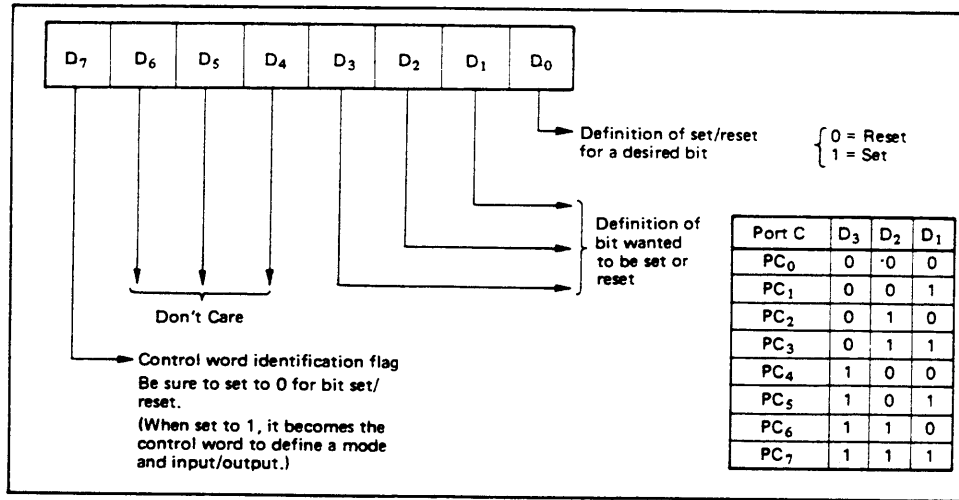 D7 D6 D5 D4 D3 D2 D1 D0
Definition of set/reset
for a desired bit
0 = Reset
1 = Set
Definition of
bit wanted
to be set or
reset
Don't Care
Control word identification flag
Be sure to set to 0 for bit set/
reset.
(When set to 1, it becomes the
control word to define a mode
and input/output.)
Port C D3 D2 D1
PC0 0 0 0
PC1 0 0 1
PC2 0 1 0
PC3 0 1 1
PC4 1 0 0
PC5 1 0 1
PC6 1 1 0
PC7 1 1 1